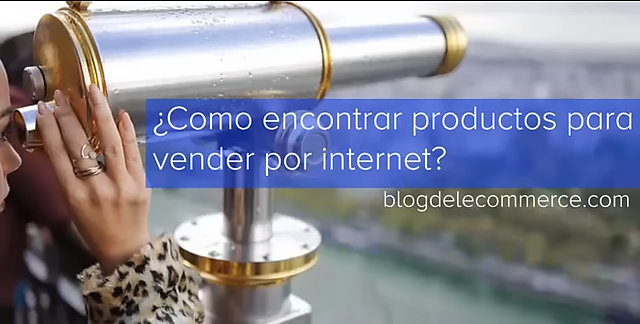 ¿Como encontrar productos para
vender por internet?
blogdelecommerce.com